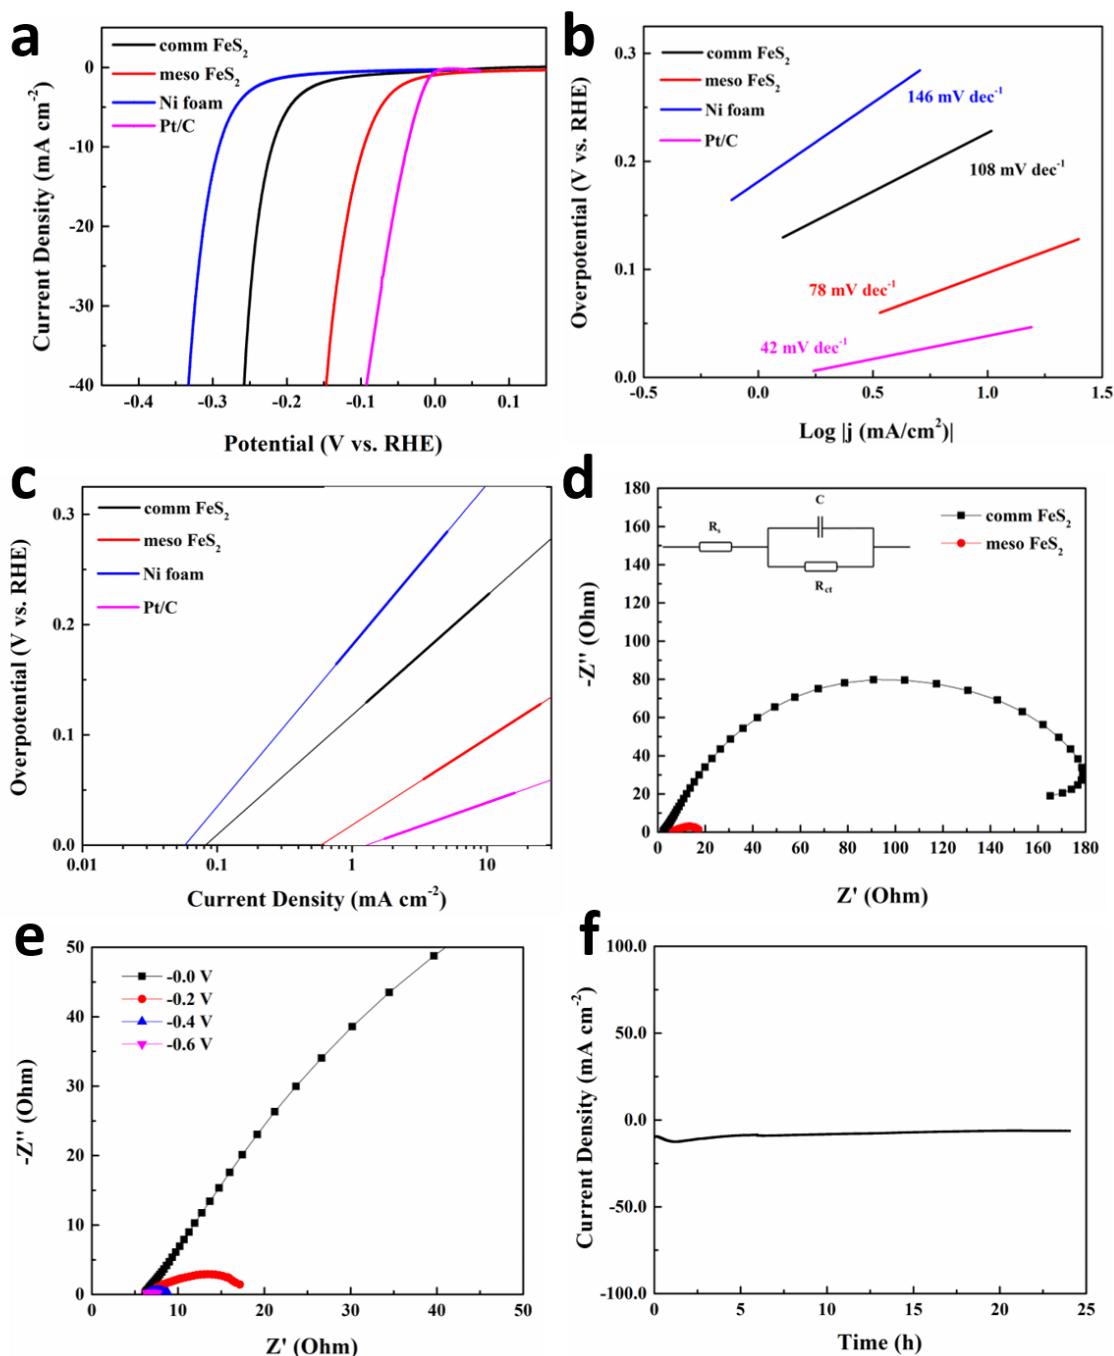 a
comm FeS₂
meso FeS₂
Ni foam
Pt/C
Current Density (mA cm⁻²)
0
-10
-20
-30
-40
-0.4
-0.3
-0.2
-0.1
0.0
0.1
Potential (V vs. RHE)
b
comm FeS₂
meso FeS₂
Ni foam
Pt/C
146 mV dec⁻¹
108 mV dec⁻¹
78 mV dec⁻¹
42 mV dec⁻¹
Overpotential (V vs. RHE)
0.3
0.2
0.1
0.0
-0.5
0.0
0.5
1.0
1.5
Log |j (mA/cm²)|
c
comm FeS₂
meso FeS₂
Ni foam
Pt/C
Overpotential (V vs. RHE)
0.3
0.2
0.1
0.0
0.01
0.1
1
10
Current Density (mA cm⁻²)
d
comm FeS₂
meso FeS₂
C
Rₛ
R꜀ₜ
-Z'' (Ohm)
180
160
140
120
100
80
60
40
20
0
0
20
40
60
80
100
120
140
160
180
Z' (Ohm)
e
-0.0 V
-0.2 V
-0.4 V
-0.6 V
-Z'' (Ohm)
50
40
30
20
10
0
0
10
20
30
40
50
Z' (Ohm)
f
Current Density (mA cm⁻²)
100.0
50.0
0.0
-50.0
-100.0
0
5
10
15
20
25
Time (h)